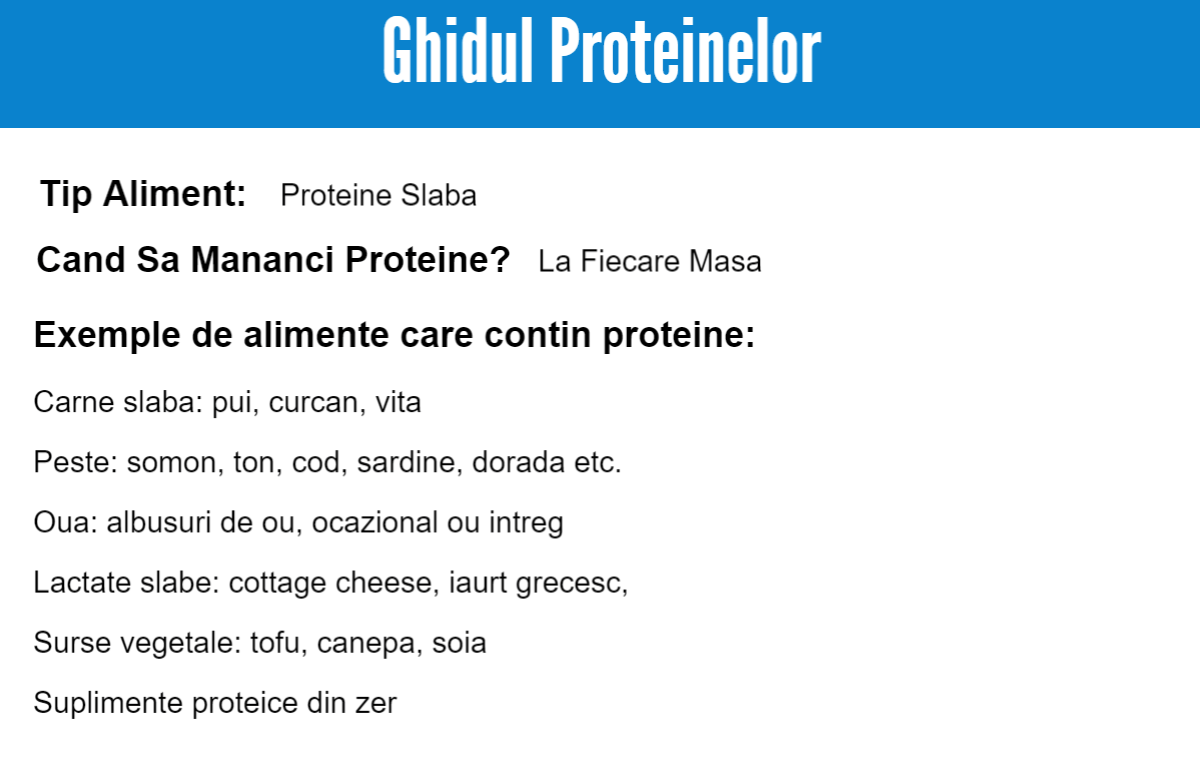 Ghidul Proteinelor
Tip Aliment: Proteine Slaba
Cand Sa Mananci Proteine? La Fiecare Masa
Exemple de alimente care contin proteine:
Carne slaba: pui, curcan, vita
Peste: somon, ton, cod, sardine, dorada etc.
Oua: albusuri de ou, ocazional ou intreg
Lactate slabe: cottage cheese, iaurt grecesc,
Surse vegetale: tofu, canepa, soia
Suplimente proteice din zer